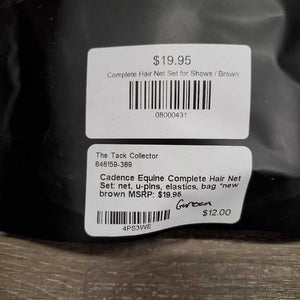 $19.95
Complete Hair Net Set for Shows / Brown
08000431
The Tack Collector
846159-389
Cadence Equine Complete Hair Net
Set: net, u-pins, elastics, bag *new
brown MSRP: $19.95
$12.00
4PS3WE